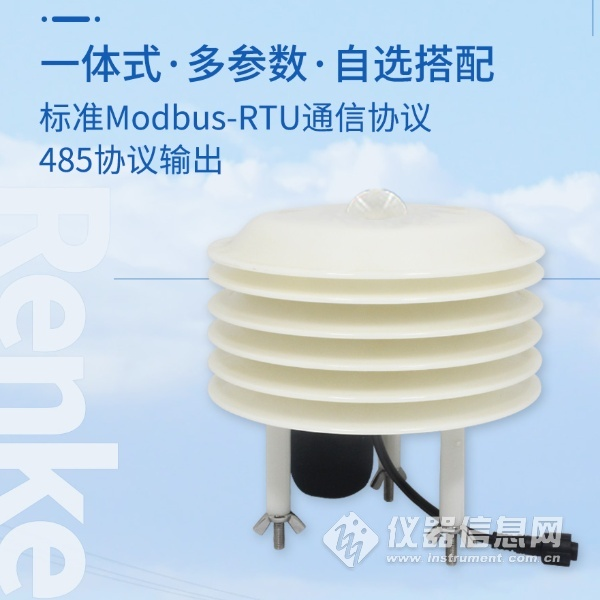 一体式·多参数·自选搭配
标准Modbus-RTU通信协议
485协议输出
Renke
仪器信息网
www.instrument.com.cn